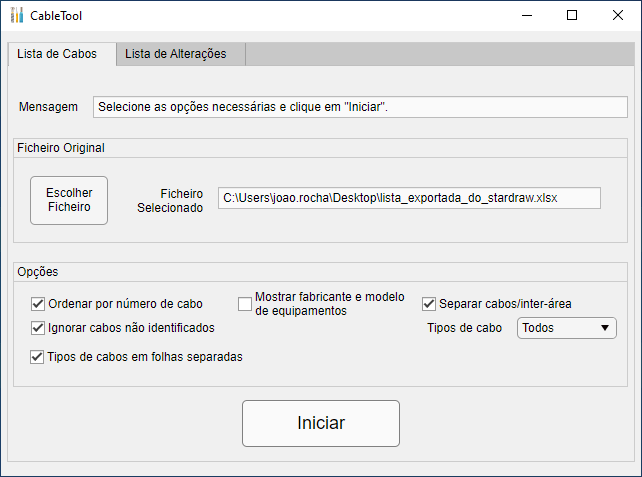 CableTool
Lista de Cabos
Lista de Alterações
Mensagem
Selecione as opções necessárias e clique em "Iniciar".
Ficheiro Original
Escolher
Ficheiro
Ficheiro
Selecionado
C:\Users\joao.rocha\Desktop\lista_exportada_do_stardraw.xlsx
Opções
Ordenar por número de cabo
Mostrar fabricante e modelo
de equipamentos
Separar cabos/inter-área
Ignorar cabos não identificados
Tipos de cabo
Todos
Tipos de cabos em folhas separadas
Iniciar